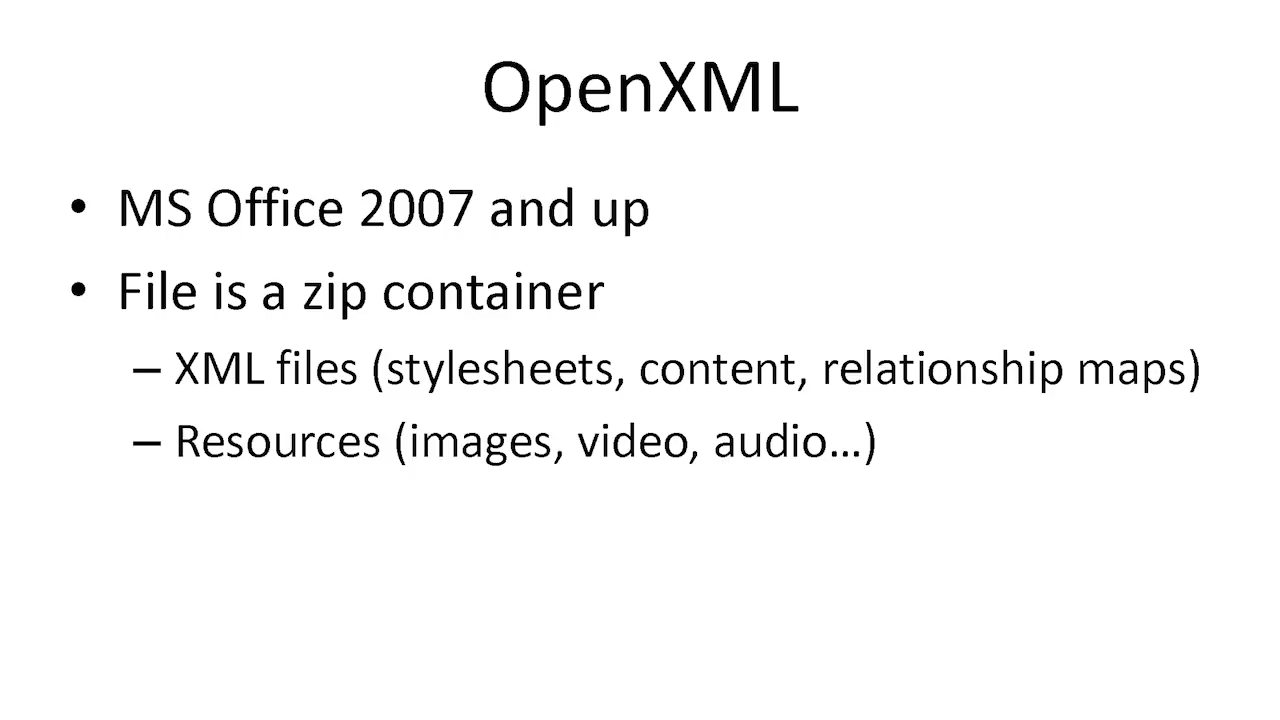 OpenXML
• MS Office 2007 and up
• File is a zip container
– XML files (stylesheets, content, relationship maps)
– Resources (images, video, audio…)